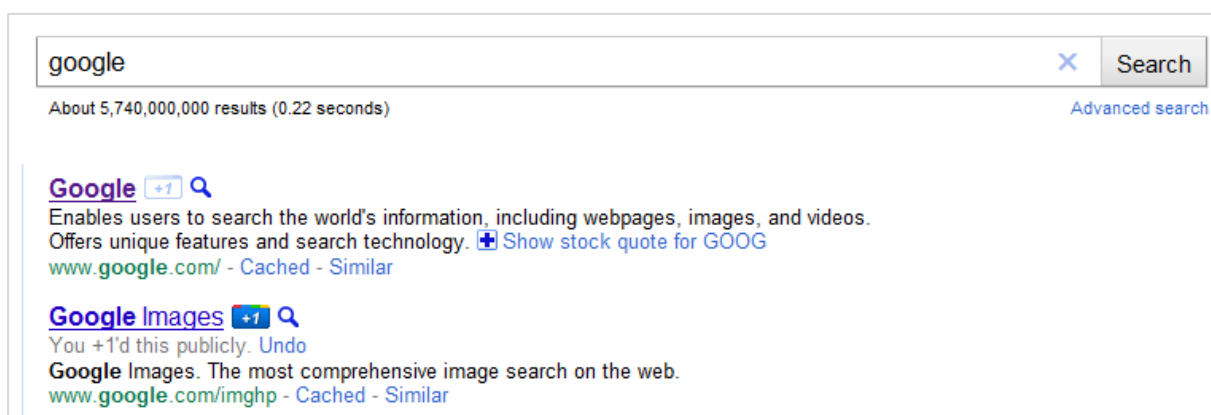 google
Search
About 5,740,000,000 results (0.22 seconds)
Advanced search
Google +1
Enables users to search the world's information, including webpages, images, and videos.
Offers unique features and search technology. Show stock quote for GOOG
www.google.com/ - Cached - Similar
Google Images +1
You +1'd this publicly. Undo
Google Images. The most comprehensive image search on the web.
www.google.com/imghp - Cached - Similar